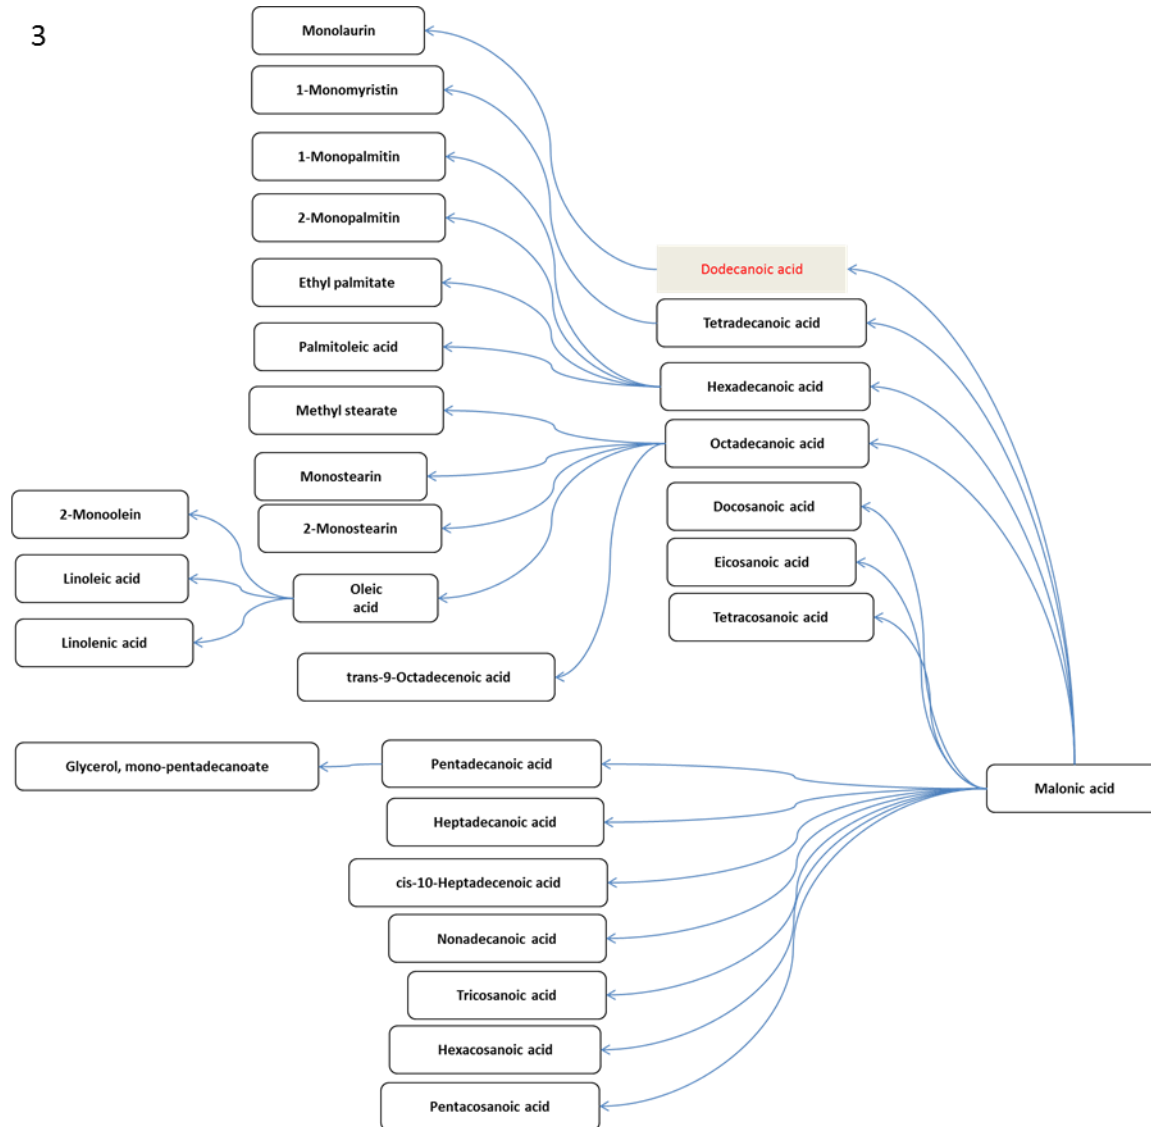 3
Monolaurin
1-Monomyristin
1-Monopalmitin
2-Monopalmitin
Ethyl palmitate
Palmitoleic acid
Methyl stearate
Monostearin
2-Monostearin
Oleic
acid
trans-9-Octadecenoic acid
2-Monoolein
Linoleic acid
Linolenic acid
Dodecanoic acid
Tetradecanoic acid
Hexadecanoic acid
Octadecanoic acid
Docosanoic acid
Eicosanoic acid
Tetracosanoic acid
Glycerol, mono-pentadecanoate
Pentadecanoic acid
Heptadecanoic acid
cis-10-Heptadecenoic acid
Nonadecanoic acid
Tricosanoic acid
Hexacosanoic acid
Pentacosanoic acid
Malonic acid